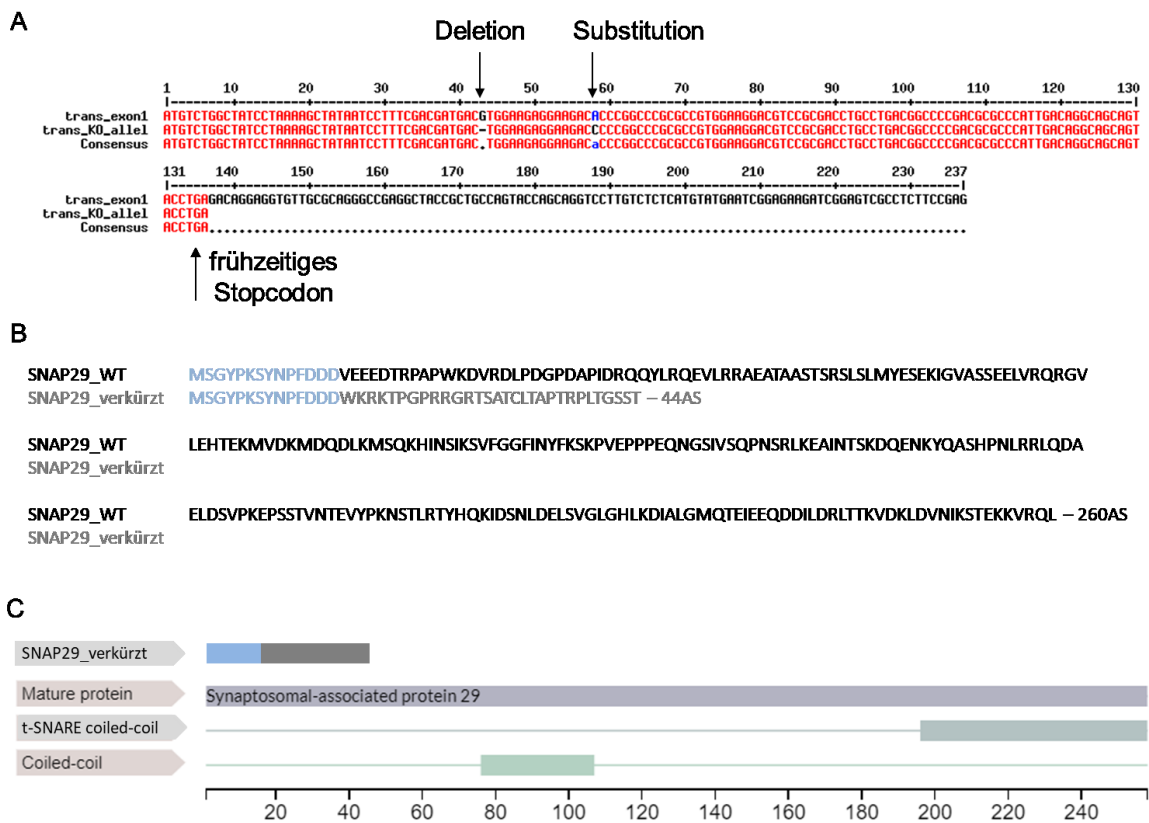 A
Deletion Substitution
1 10 20 30 40 50 60 70 80 90 100 110 120 130
trans_exon1 ATGTCTGGCTATCCTAAAAGCTATAATCCTTTCGACGATGACGTGGAAGAGGAAGACACCCGGCCCGCGCCGTGGAAGGACGTCCGCGACCTGCCTGACGGCCCCGACGCGCCCATTGACAGGCAGCAGT
trans_KO_allel ATGTCTGGCTATCCTAAAAGCTATAATCCTTTCGACGATGAC-TGGAAGAGGAAGACCCCCGGCCCGCGCCGTGGAAGGACGTCCGCGACCTGCCTGACGGCCCCGACGCGCCCATTGACAGGCAGCAGT
Consensus ATGTCTGGCTATCCTAAAAGCTATAATCCTTTCGACGATGAC.TGGAAGAGGAAGACaCCCGGCCCGCGCCGTGGAAGGACGTCCGCGACCTGCCTGACGGCCCCGACGCGCCCATTGACAGGCAGCAGT
131 140 150 160 170 180 190 200 210 220 230 237
trans_exon1 ACCTGAGACAGGAGGTGTTGCGCAGGGCCGAGGCTACCGCTGCCAGTACCAGCAGGTCCTTGTCTCTCATGTATGAATCGGAGAAGATCGGAGTCGCCTCTTCCGAG
trans_KO_allel ACCTGA
Consensus ACCTGA.....................................................................................................
frühzeitiges
Stopcodon
B
SNAP29_WT MSGYPKSYNPFDDDVEEEDTRPAPWKDVRDLPDGPDAPIDRQQYLRQEVLRRAEATAASTSRSLSLMYESEKIGVASSEELVRQRGV
SNAP29_verkürzt MSGYPKSYNPFDDDWKRKTPGPRRGRTSATCLTAPTRPLTGSST – 44AS
SNAP29_WT LEHTEKMVDKMDQDLKMSQKHINSIKSVFGGFINYFKSKPVEPPPEQNGSIVSQPNSRLKEAINTSKDQENKYQASHPNLRRLQDA
SNAP29_verkürzt
SNAP29_WT ELDSVPKEPSSTVNTEVYPKNSTLRTYHQKIDSNLDELSVGLGHLKDIALGMQTEIEEQDDILDRLTTKVDKLDVNIKSTEKKVRQL – 260AS
SNAP29_verkürzt
C
SNAP29_verkürzt
Mature protein Synaptosomal-associated protein 29
t-SNARE coiled-coil
Coiled-coil
20 40 60 80 100 120 140 160 180 200 220 240